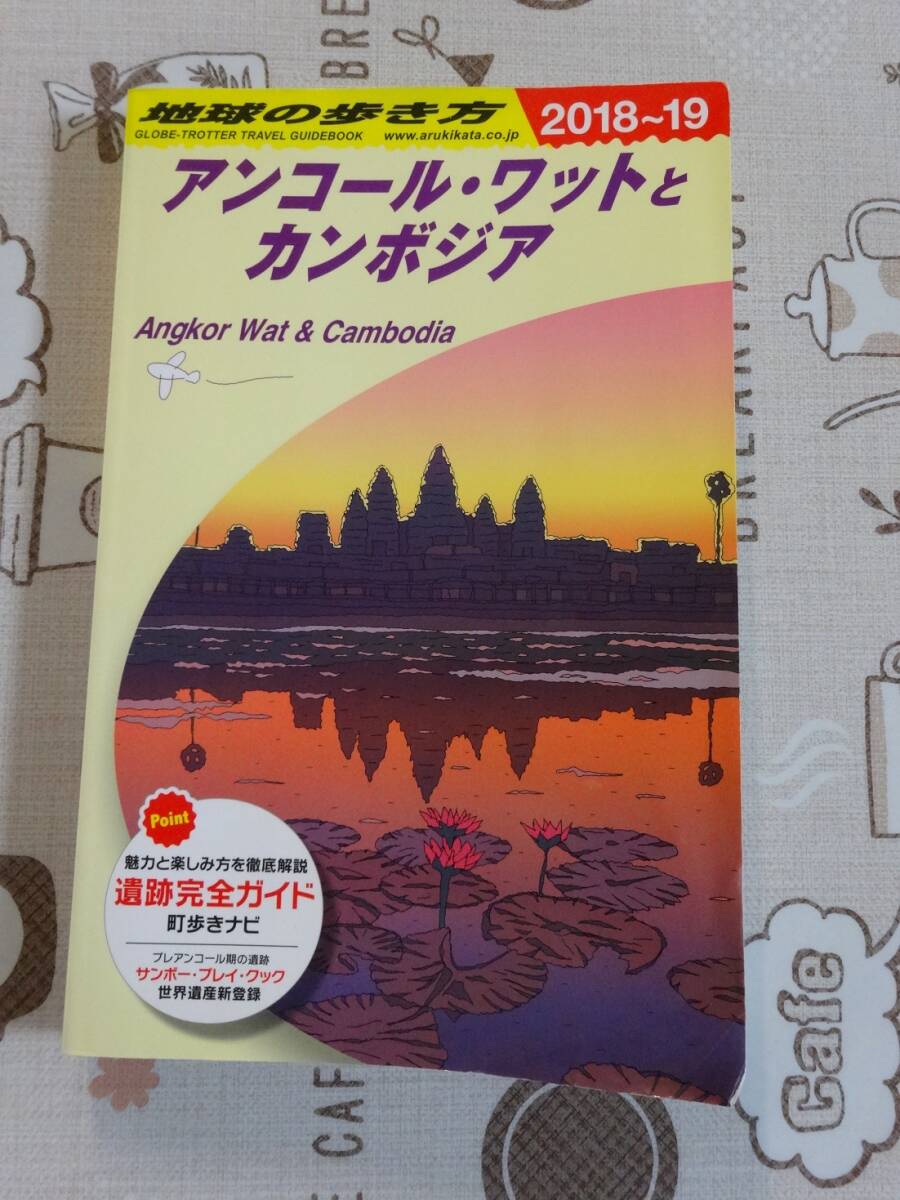 地球の歩き方
GLOBE-TROTTER TRAVEL GUIDEBOOK www.arukikata.co.jp
2018~19
アンコール・ワットと
カンボジア
Angkor Wat & Cambodia
Point
魅力と楽しみ方を徹底解説
遺跡完全ガイド
町歩きナビ
プレアンコール期の遺跡
サンボー・プレイ・クック
世界遺産新登録
Cafe